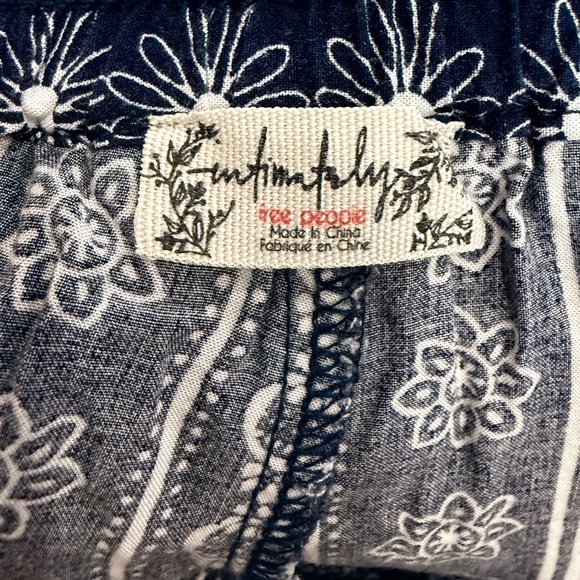 intimately
free people
Made in China
Fabriqué en Chine